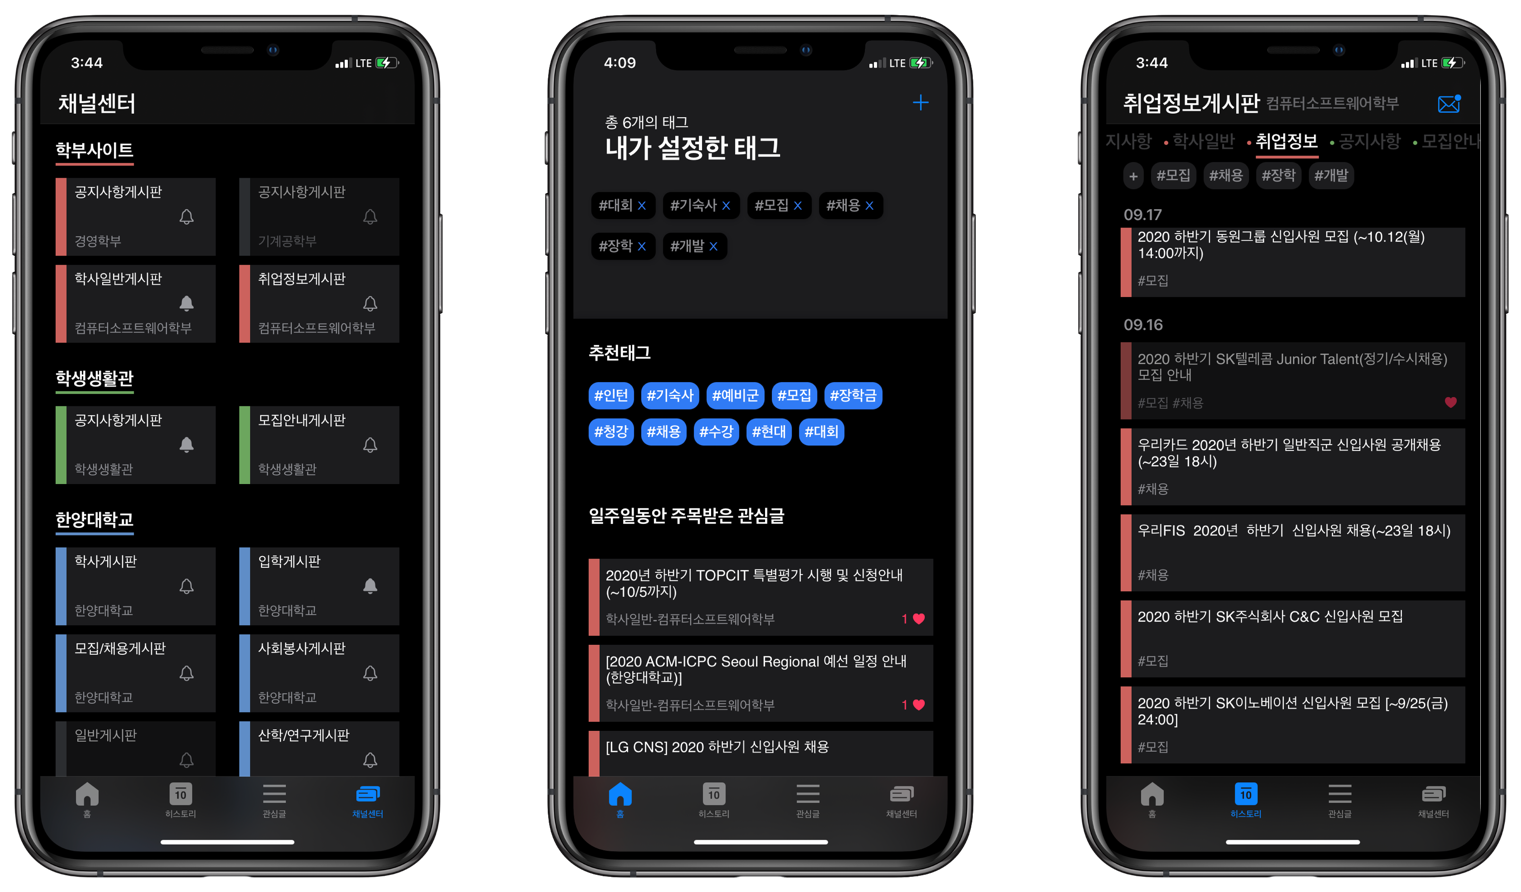 3:44
LTE
채널센터
학부사이트
공지사항게시판
경영학부
공지사항게시판
기계공학부
학사일반게시판
컴퓨터소프트웨어학부
취업정보게시판
컴퓨터소프트웨어학부
학생생활관
공지사항게시판
학생생활관
모집안내게시판
학생생활관
한양대학교
학사게시판
한양대학교
입학게시판
한양대학교
모집/채용게시판
한양대학교
사회봉사게시판
한양대학교
일반게시판
산학/연구게시판
홈
10
히스토리
관심글
채널센터
4:09
LTE
+
총 6개의 태그
내가 설정한 태그
#대회 x #기숙사 x #모집 x #채용 x
#장학 x #개발 x
추천태그
#인턴 #기숙사 #예비군 #모집 #장학금
#청강 #채용 #수강 #현대 #대회
일주일동안 주목받은 관심글
2020년 하반기 TOPCIT 특별평가 시행 및 신청안내
(~10/5까지)
학사일반-컴퓨터소프트웨어학부 1
[2020 ACM-ICPC Seoul Regional 예선 일정 안내
(한양대학교)]
학사일반-컴퓨터소프트웨어학부 1
[LG CNS] 2020 하반기 신입사원 채용
홈
10
히스토리
관심글
채널센터
3:44
LTE
취업정보게시판 컴퓨터소프트웨어학부
지사항 • 학사일반 • 취업정보 • 공지사항 • 모집안내
+ #모집 #채용 #장학 #개발
09.17
2020 하반기 동원그룹 신입사원 모집 (~10.12(월)
14:00까지)
#모집
09.16
2020 하반기 SK텔레콤 Junior Talent(정기/수시채용)
모집 안내
#모집 #채용
우리카드 2020년 하반기 일반직군 신입사원 공개채용
(~23일 18시)
#채용
우리FIS 2020년 하반기 신입사원 채용(~23일 18시)
#채용
2020 하반기 SK주식회사 C&C 신입사원 모집
#모집
2020 하반기 SK이노베이션 신입사원 모집 [~9/25(금)
24:00]
#모집
홈
10
히스토리
관심글
채널센터